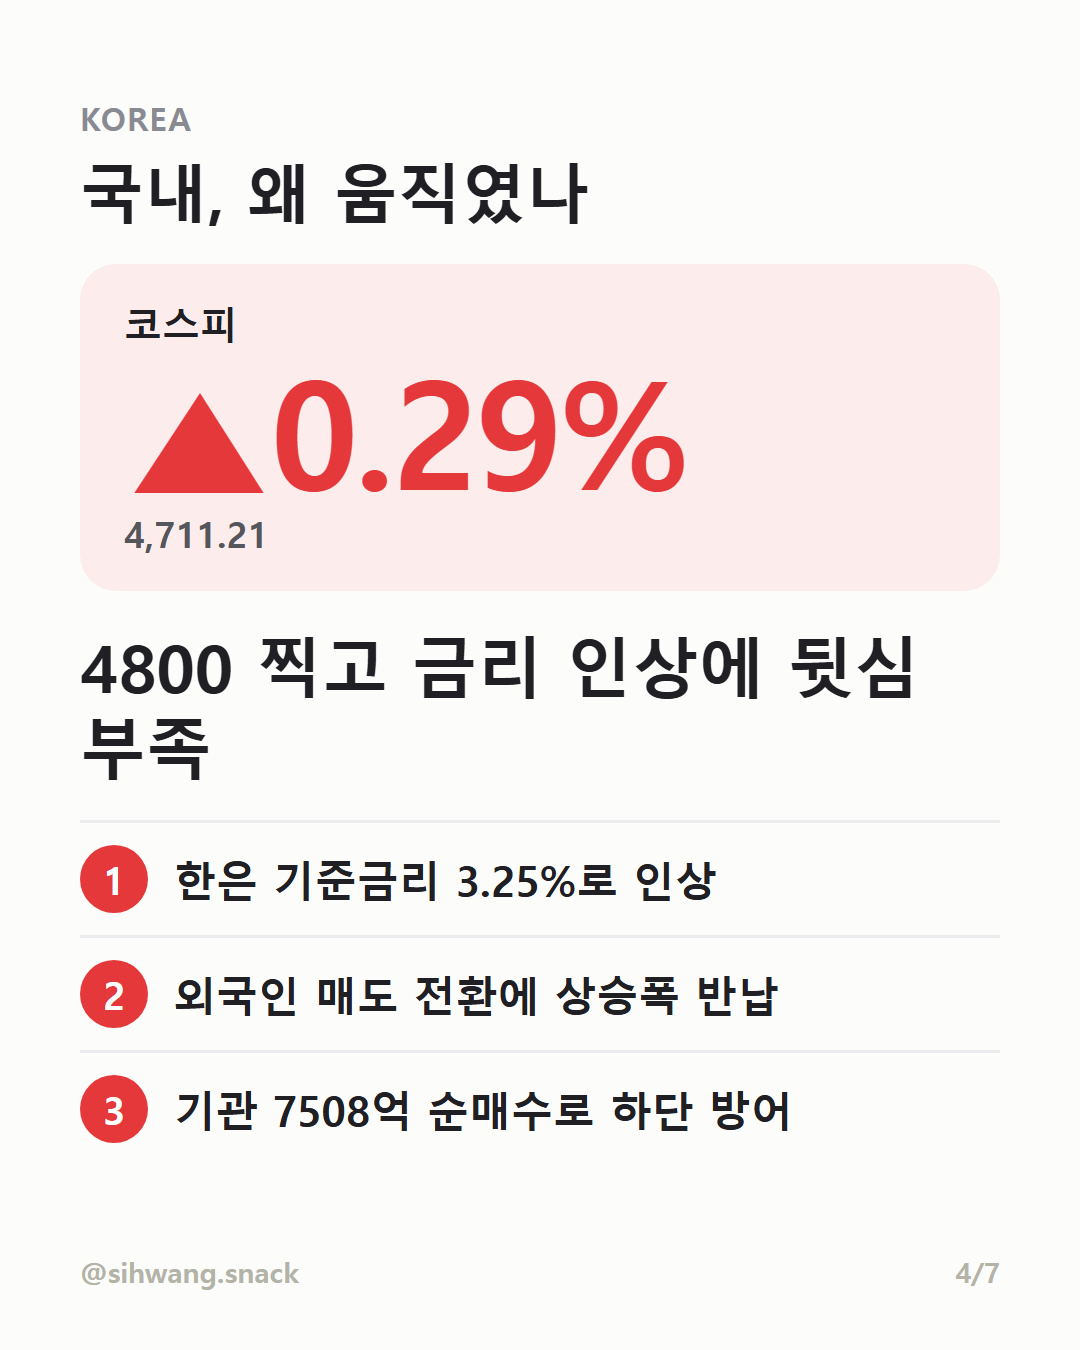 KOREA
국내, 왜 움직였나
코스피
▲0.29%
4,711.21
4800 찍고 금리 인상에 뒷심
부족
1 한은 기준금리 3.25%로 인상
2 외국인 매도 전환에 상승폭 반납
3 기관 7508억 순매수로 하단 방어
@sihwang.snack
4/7